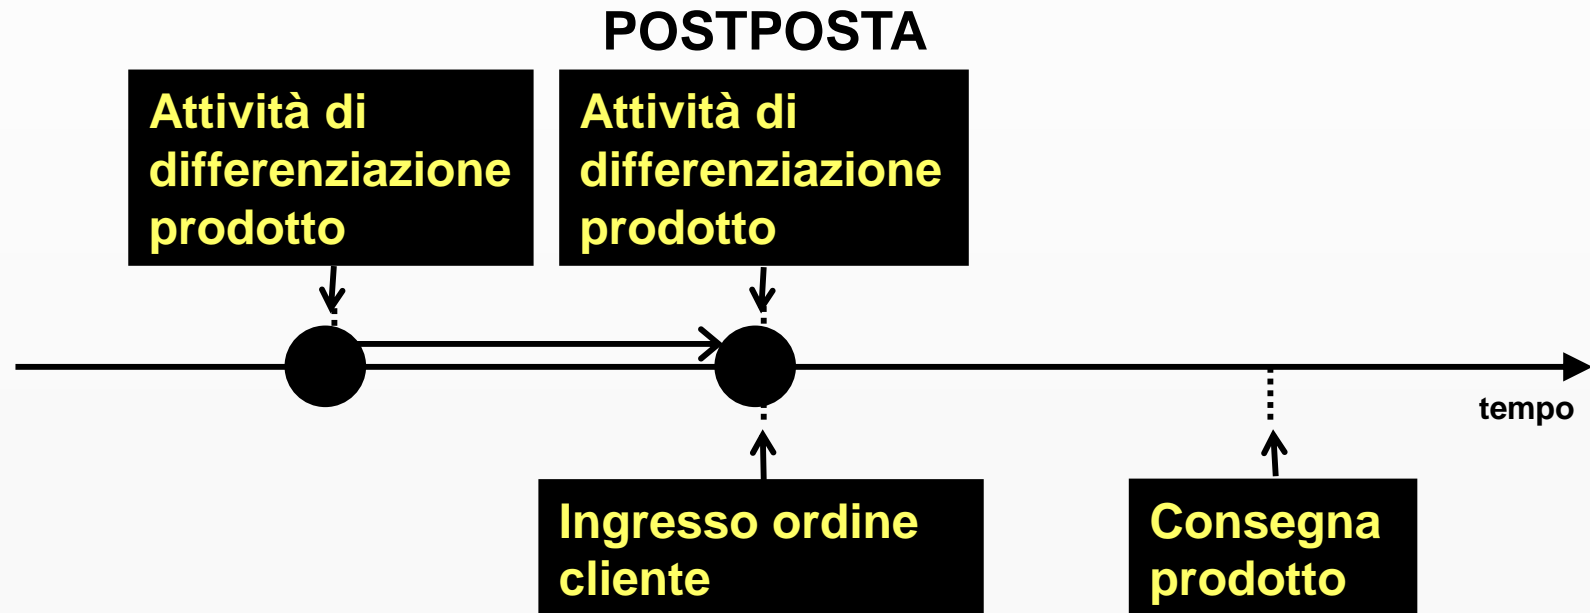 POSTPOSTA
Attività di
differenziazione
prodotto
Attività di
differenziazione
prodotto
tempo
Ingresso ordine
cliente
Consegna
prodotto